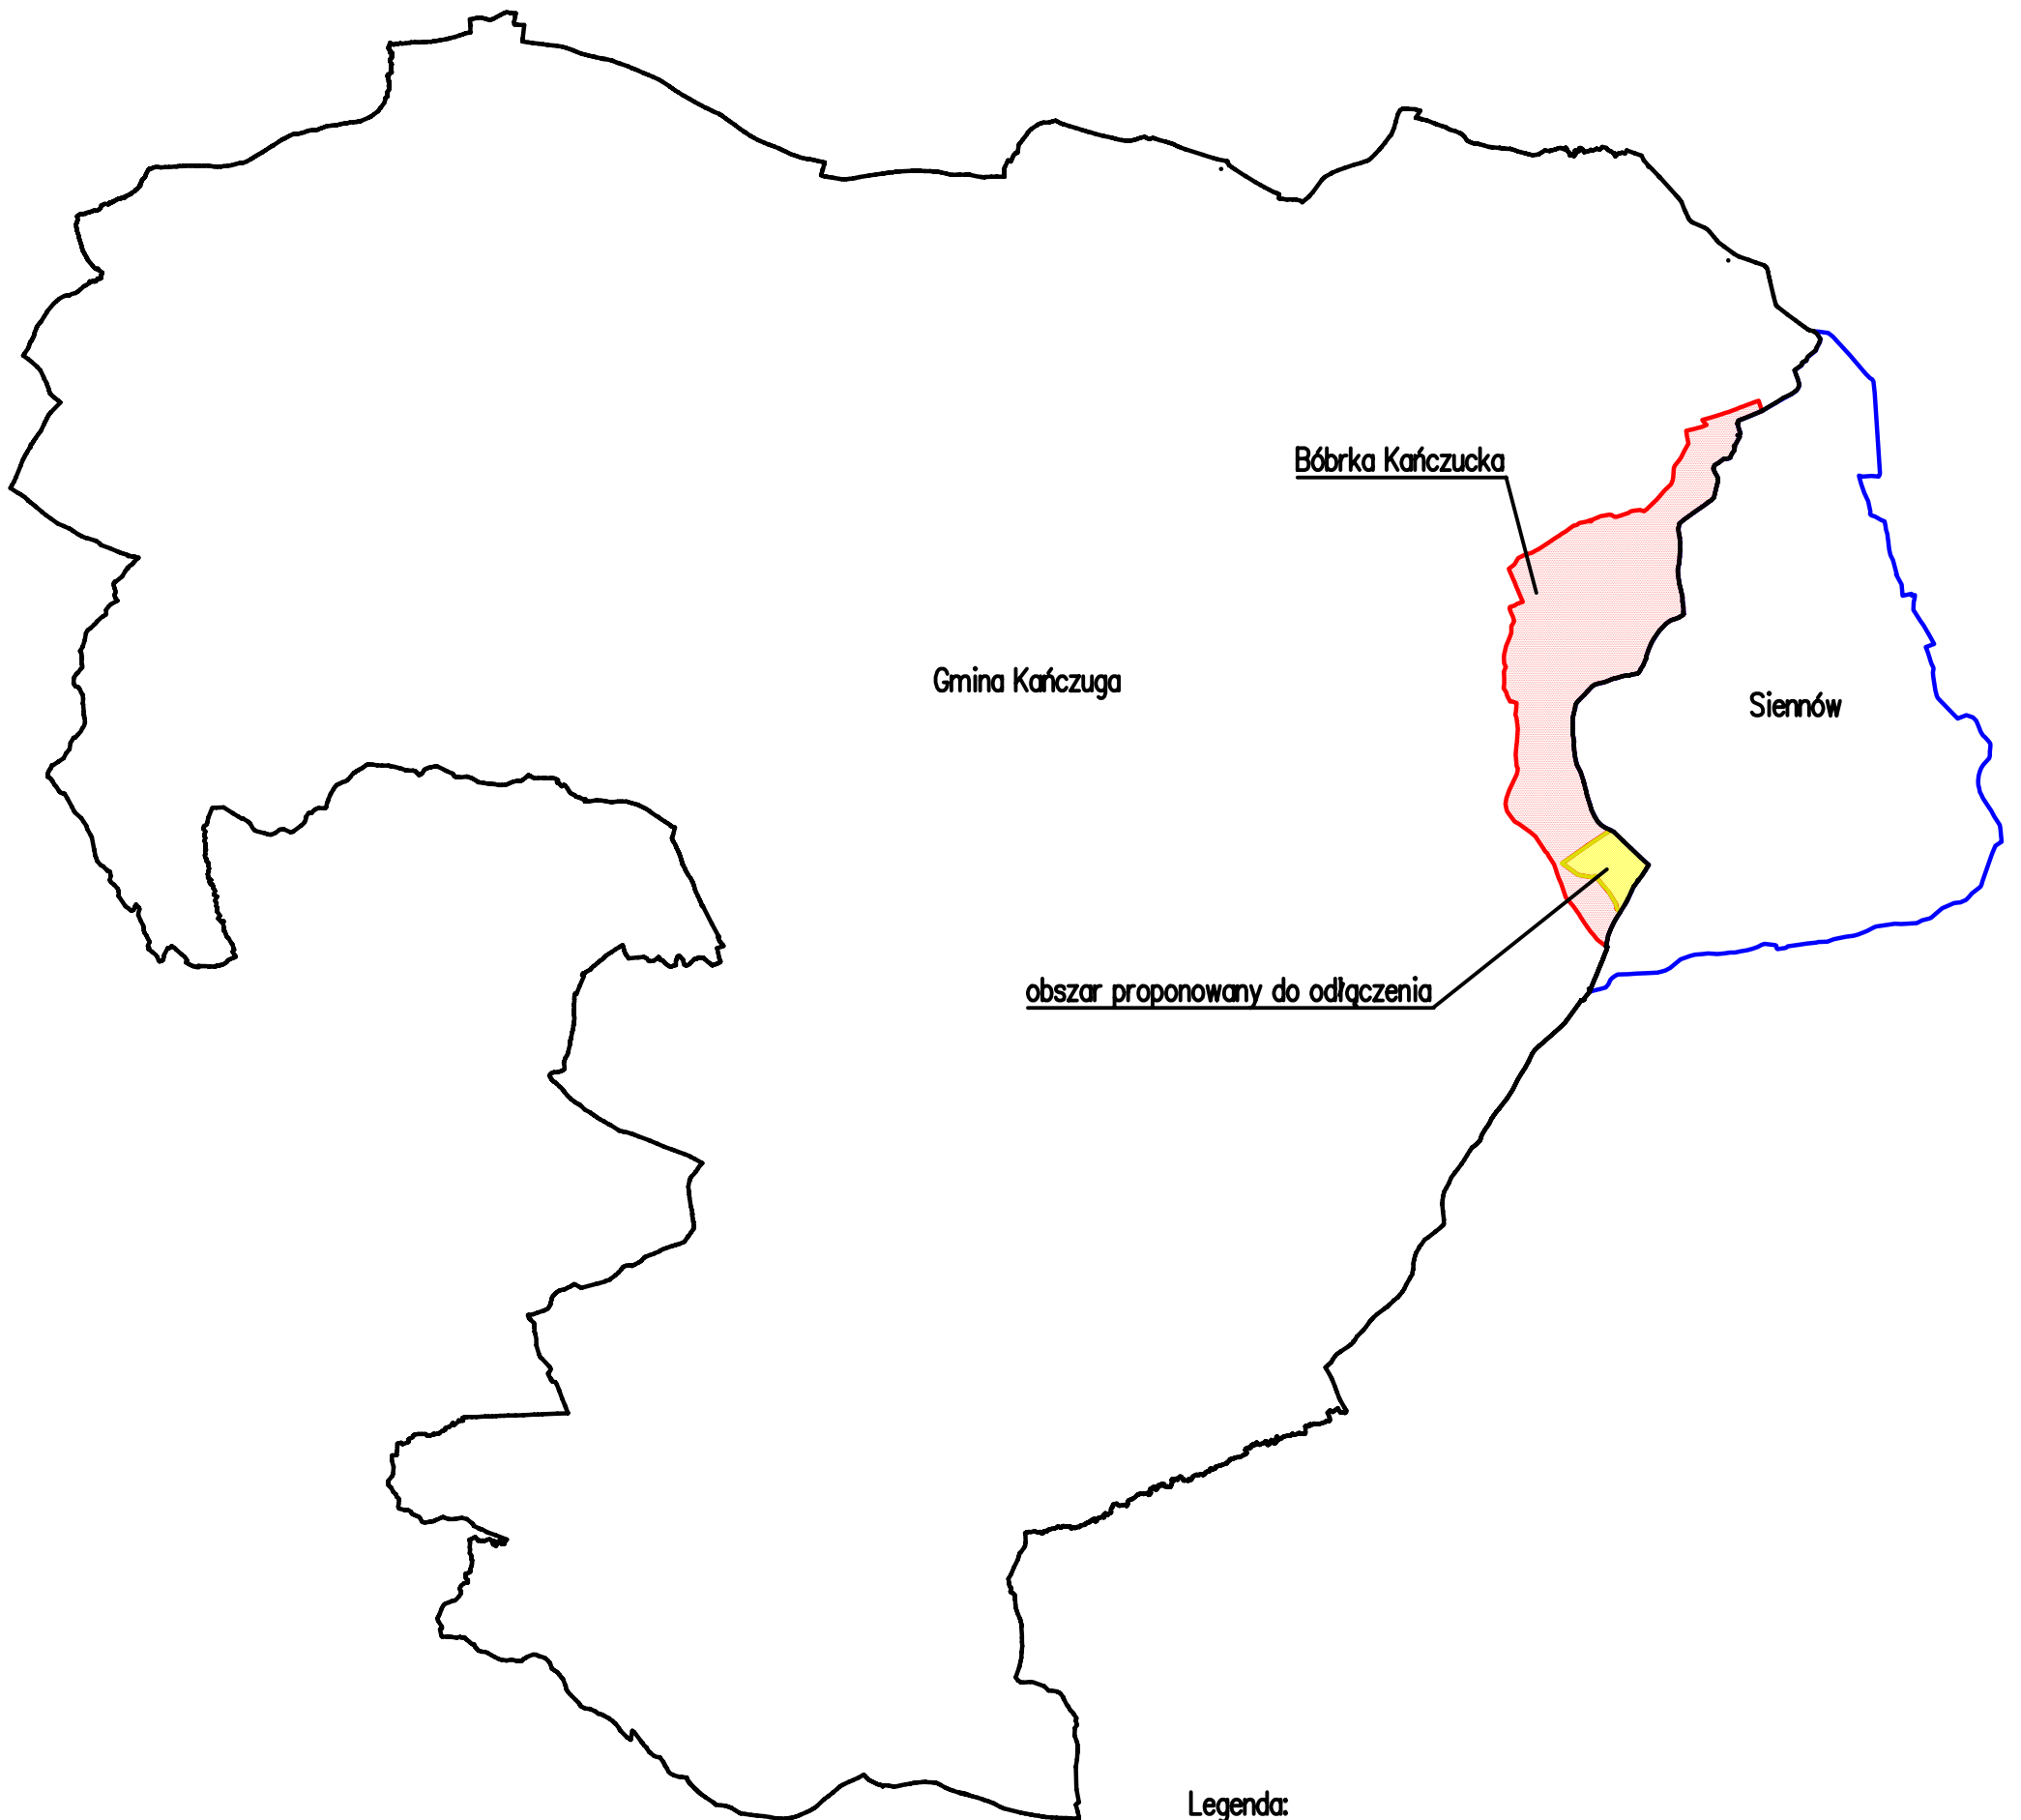 Bóbrka Kańczucka
Gmina Kańczuga
Siennów
obszar proponowany do odłączenia
Legenda: